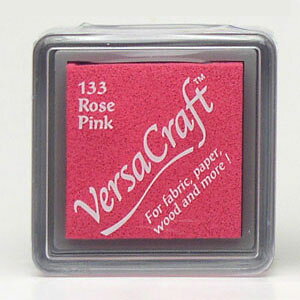 133
Rose
Pink
VersaCraft™
For fabric, paper,
wood and more!